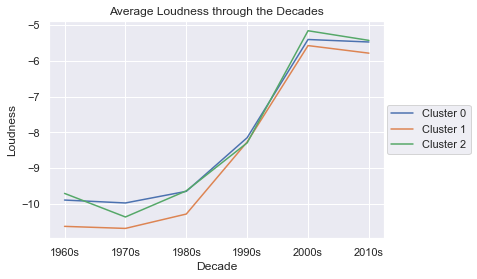 Average Loudness through the Decades
Loudness
−5
−6
−7
−8
−9
−10
1960s 1970s 1980s 1990s 2000s 2010s
Decade
Cluster 0
Cluster 1
Cluster 2